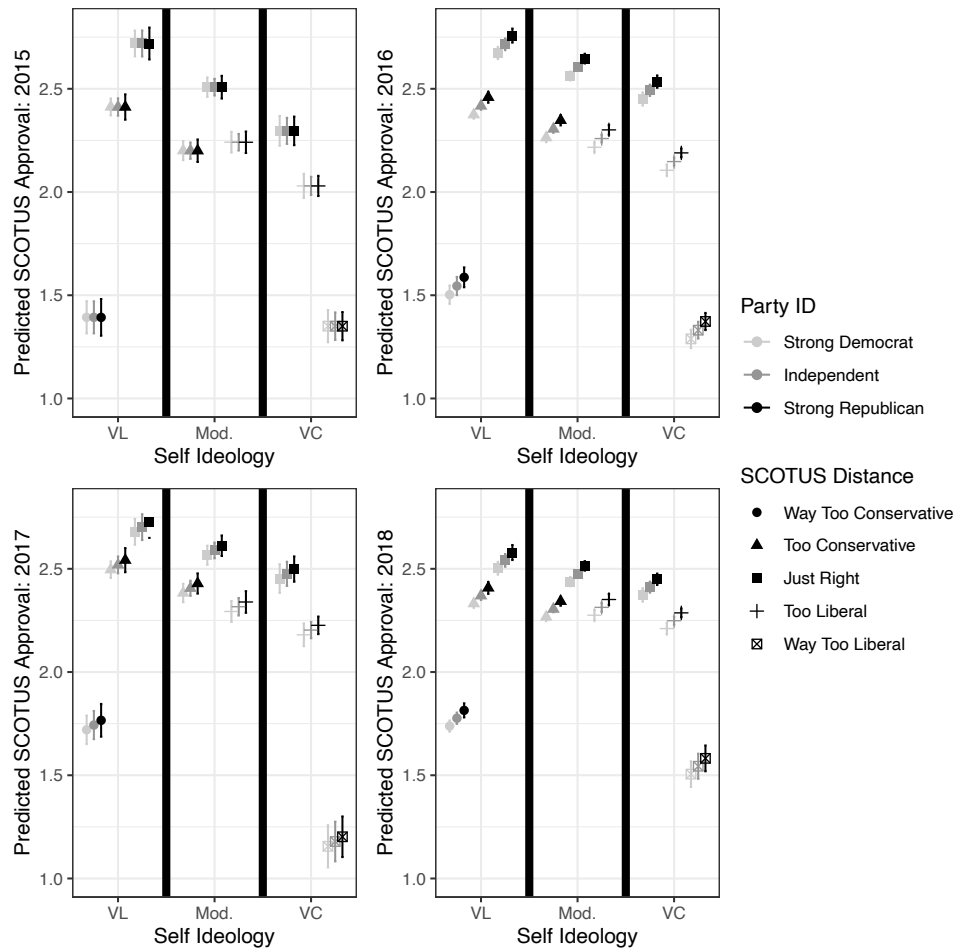 Predicted SCOTUS Approval: 2015
2.5
2.0
1.5
1.0
VL
Mod.
VC
Self Ideology
Predicted SCOTUS Approval: 2016
2.5
2.0
1.5
1.0
VL
Mod.
VC
Self Ideology
Predicted SCOTUS Approval: 2017
2.5
2.0
1.5
1.0
VL
Mod.
VC
Self Ideology
Predicted SCOTUS Approval: 2018
2.5
2.0
1.5
1.0
VL
Mod.
VC
Self Ideology
Party ID
Strong Democrat
Independent
Strong Republican
SCOTUS Distance
Way Too Conservative
Too Conservative
Just Right
Too Liberal
Way Too Liberal